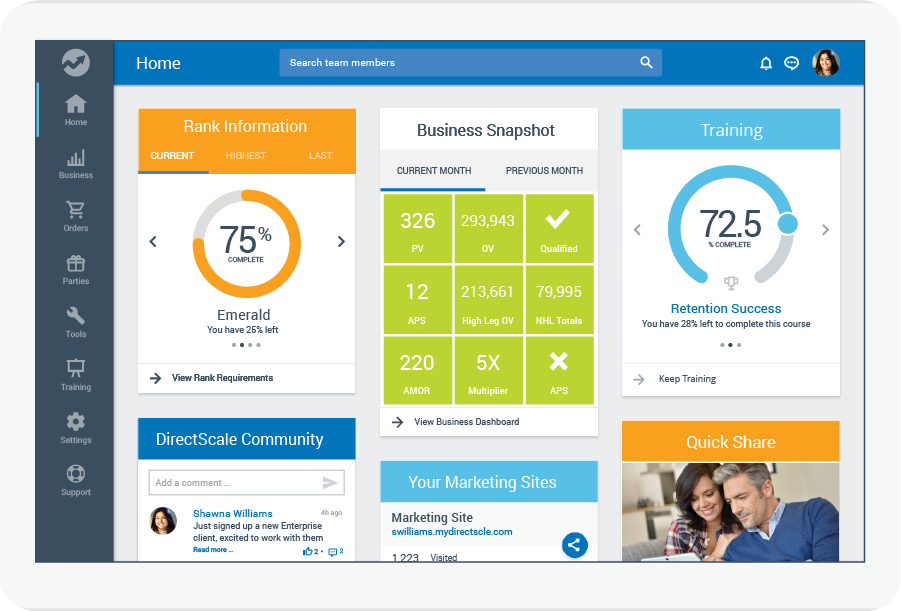 Home
Search team members
Home
Business
Orders
Parties
Tools
Training
Settings
Support
Rank Information
CURRENT HIGHEST LAST
75%
COMPLETE
Emerald
You have 25% left
View Rank Requirements
DirectScale Community
Add a comment ...
Shawna Williams 4h ago
Just signed up a new Enterprise
client, excited to work with them
Read more ... 2 • 2
Business Snapshot
CURRENT MONTH PREVIOUS MONTH
326 293,943
PV OV Qualified
12 213,661 79,995
APS High Leg OV NHL Totals
220 5X
AMOR Multiplier APS
View Business Dashboard
Your Marketing Sites
Marketing Site
swilliams.mydirectscle.com
1,223 Visited
Training
72.5
% COMPLETE
Retention Success
You have 28% left to complete this course
Keep Training
Quick Share